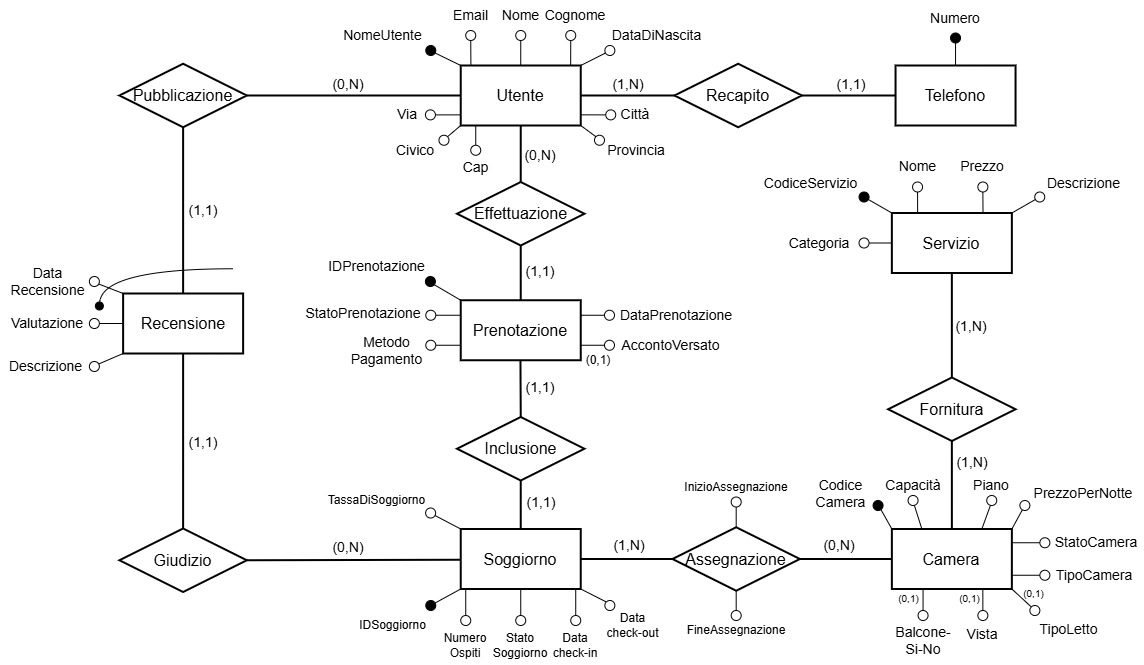 Email
Nome
Cognome
Numero
NomeUtente
DataDiNascita
Pubblicazione
(0,N)
Utente
(1,N)
Recapito
(1,1)
Telefono
Via
Città
Civico
Cap
Provincia
(0,N)
Nome
Prezzo
CodiceServizio
Descrizione
(1,1)
Effettuazione
Categoria
Servizio
IDPrenotazione
(1,1)
Data
Recensione
StatoPrenotazione
DataPrenotazione
Valutazione
Recensione
Prenotazione
(1,N)
Metodo
Pagamento
AccontoVersato
(0,1)
Descrizione
(1,1)
Fornitura
(1,1)
Inclusione
(1,N)
Codice
Camera
Capacità
Piano
PrezzoPerNotte
InizioAssegnazione
TassaDiSoggiorno
(1,1)
Giudizio
(0,N)
Soggiorno
(1,N)
Assegnazione
(0,N)
Camera
StatoCamera
TipoCamera
(0,1)
(0,1)
(0,1)
IDSoggiorno
Numero
Ospiti
Stato
Soggiorno
Data
check-in
Data
check-out
FineAssegnazione
Balcone-
Si-No
Vista
TipoLetto